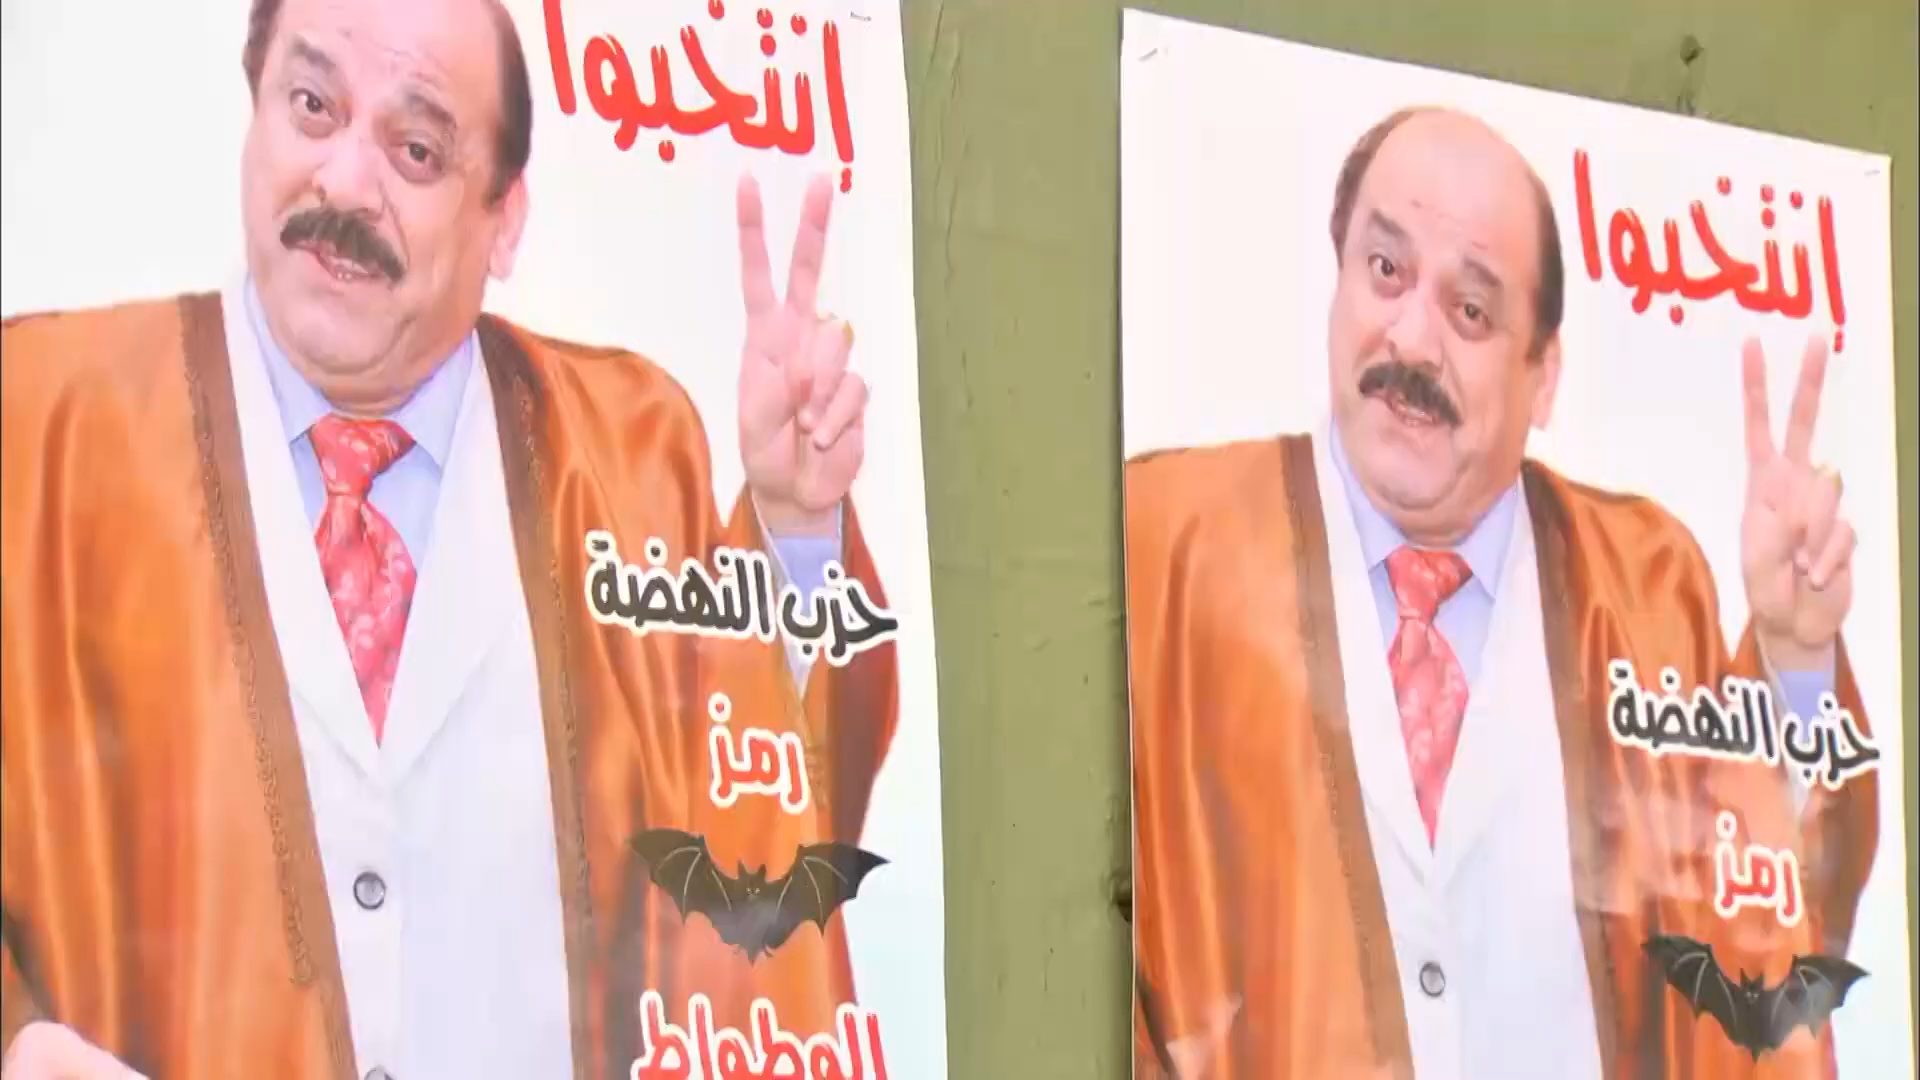 إنتخبوا
حزب النهضة
رمز
الوطواط
إنتخبوا
حزب النهضة
رمز